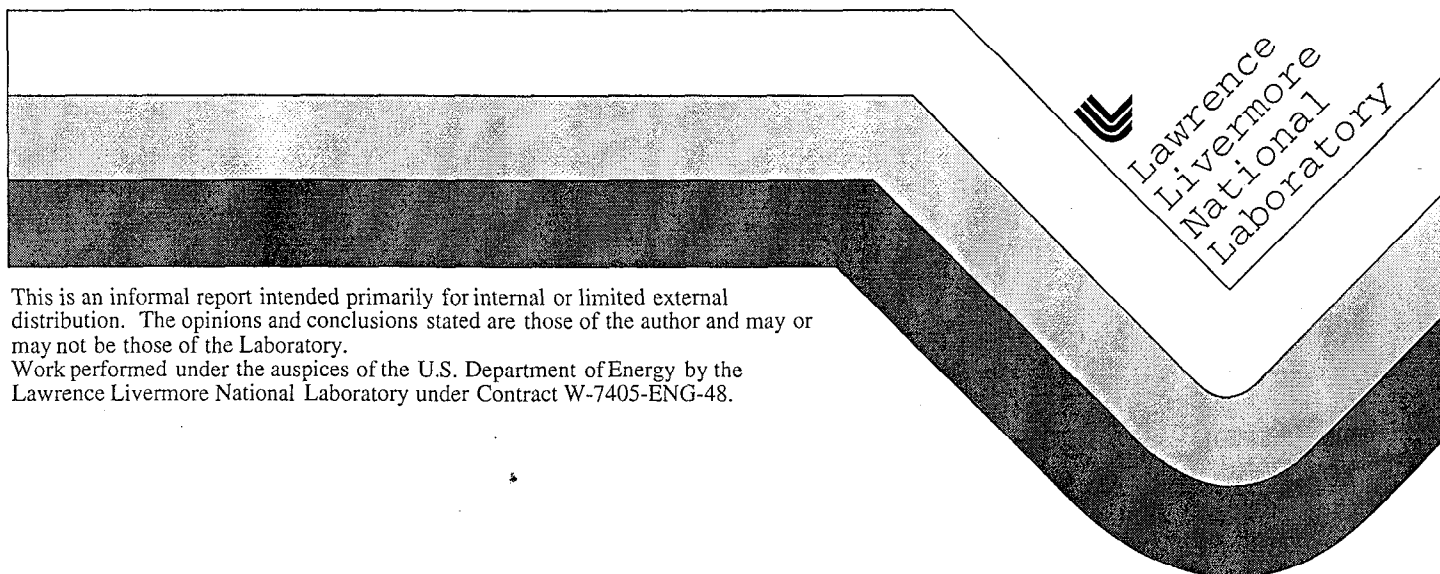 Lawrence
Livermore
National
Laboratory
This is an informal report intended primarily for internal or limited external
distribution. The opinions and conclusions stated are those of the author and may or
may not be those of the Laboratory.
Work performed under the auspices of the U.S. Department of Energy by the
Lawrence Livermore National Laboratory under Contract W-7405-ENG-48.